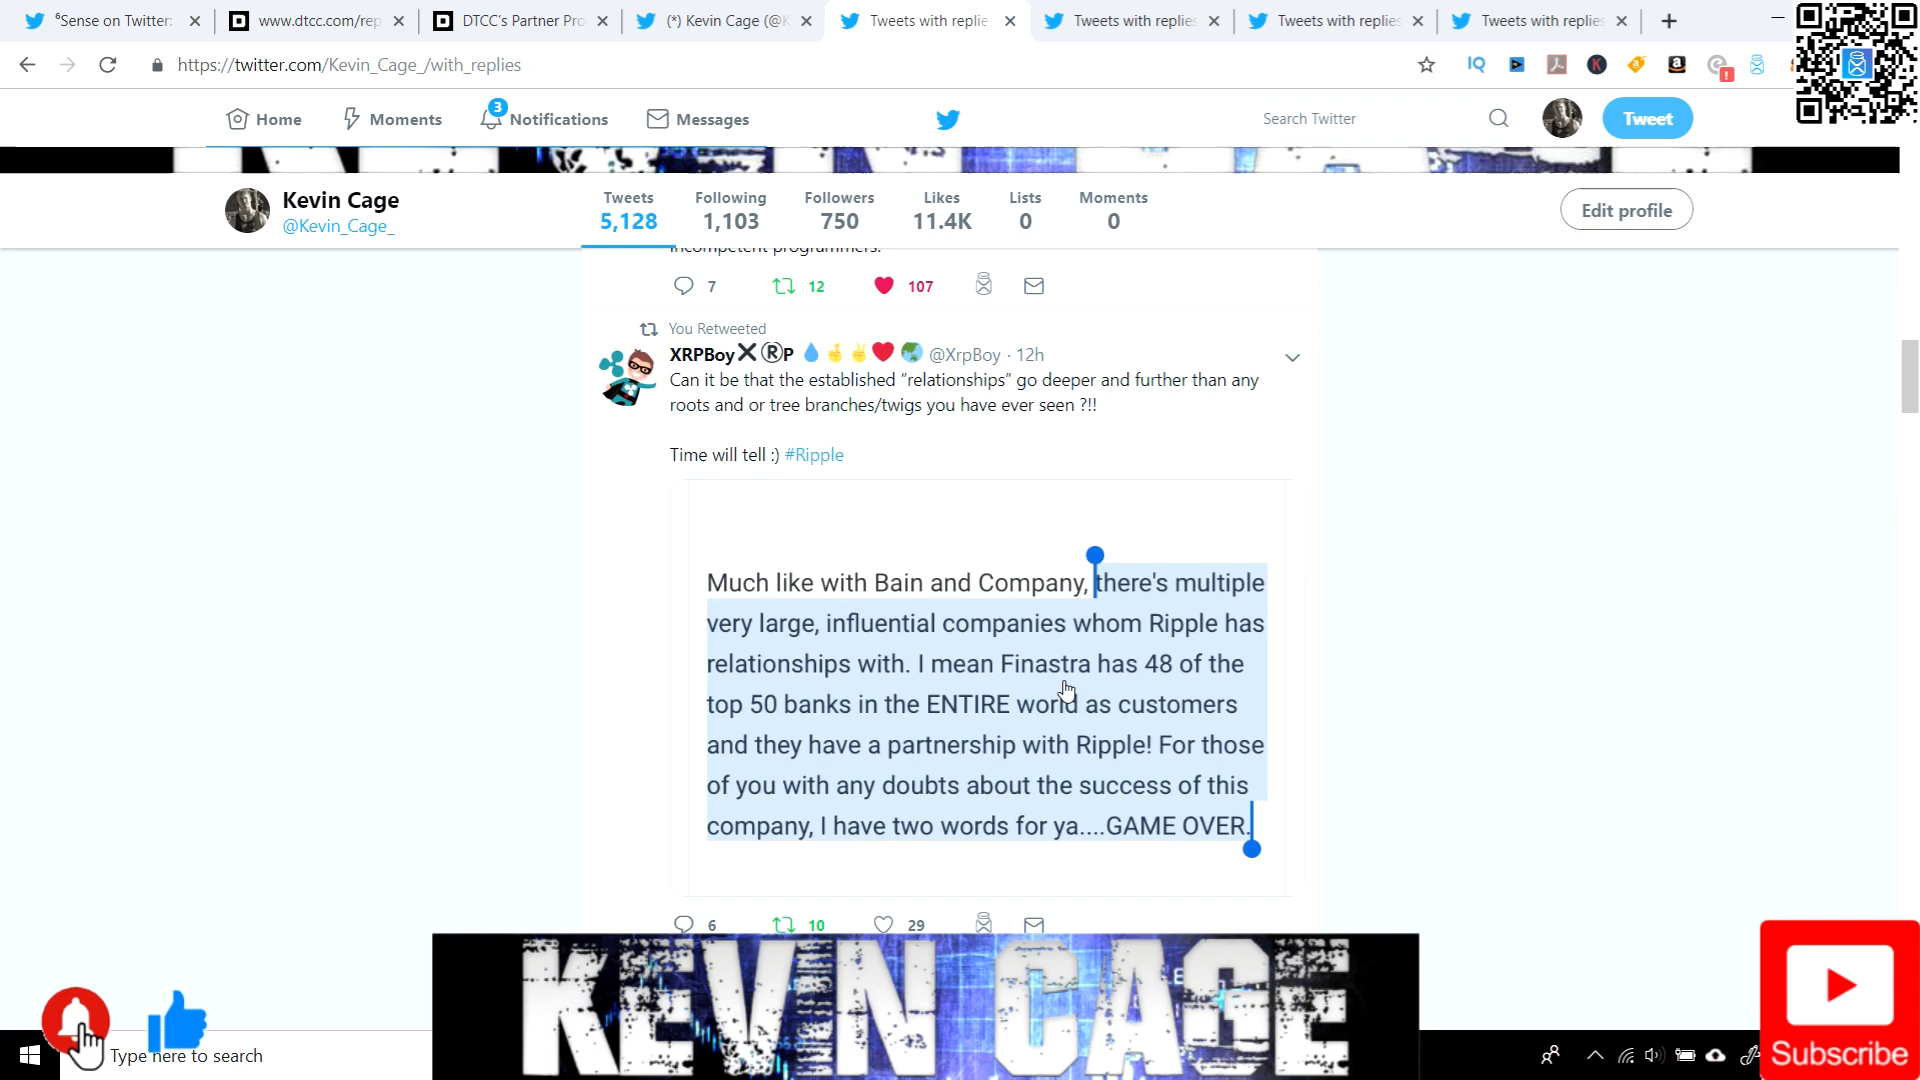 ⁶Sense on Twitter: www.dtcc.com/rep DTCC's Partner Pro (*) Kevin Cage (@K Tweets with replie Tweets with replies Tweets with replies Tweets with replies
https://twitter.com/Kevin_Cage_/with_replies
IQ
Home Moments 3 Notifications Messages Search Twitter Tweet
Kevin Cage
@Kevin_Cage_
Tweets Following Followers Likes Lists Moments
5,128 1,103 750 11.4K 0 0
Edit profile
incompetent programmers.
7 12 107
You Retweeted
XRPBoy❌ⓇP 💧🤞✌❤🌏 @XrpBoy · 12h
Can it be that the established “relationships” go deeper and further than any
roots and or tree branches/twigs you have ever seen ?!!
Time will tell :) #Ripple
Much like with Bain and Company, there's multiple
very large, influential companies whom Ripple has
relationships with. I mean Finastra has 48 of the
top 50 banks in the ENTIRE world as customers
and they have a partnership with Ripple! For those
of you with any doubts about the success of this
company, I have two words for ya....GAME OVER.
6 10 29
KEVIN CAGE
Type here to search
Subscribe